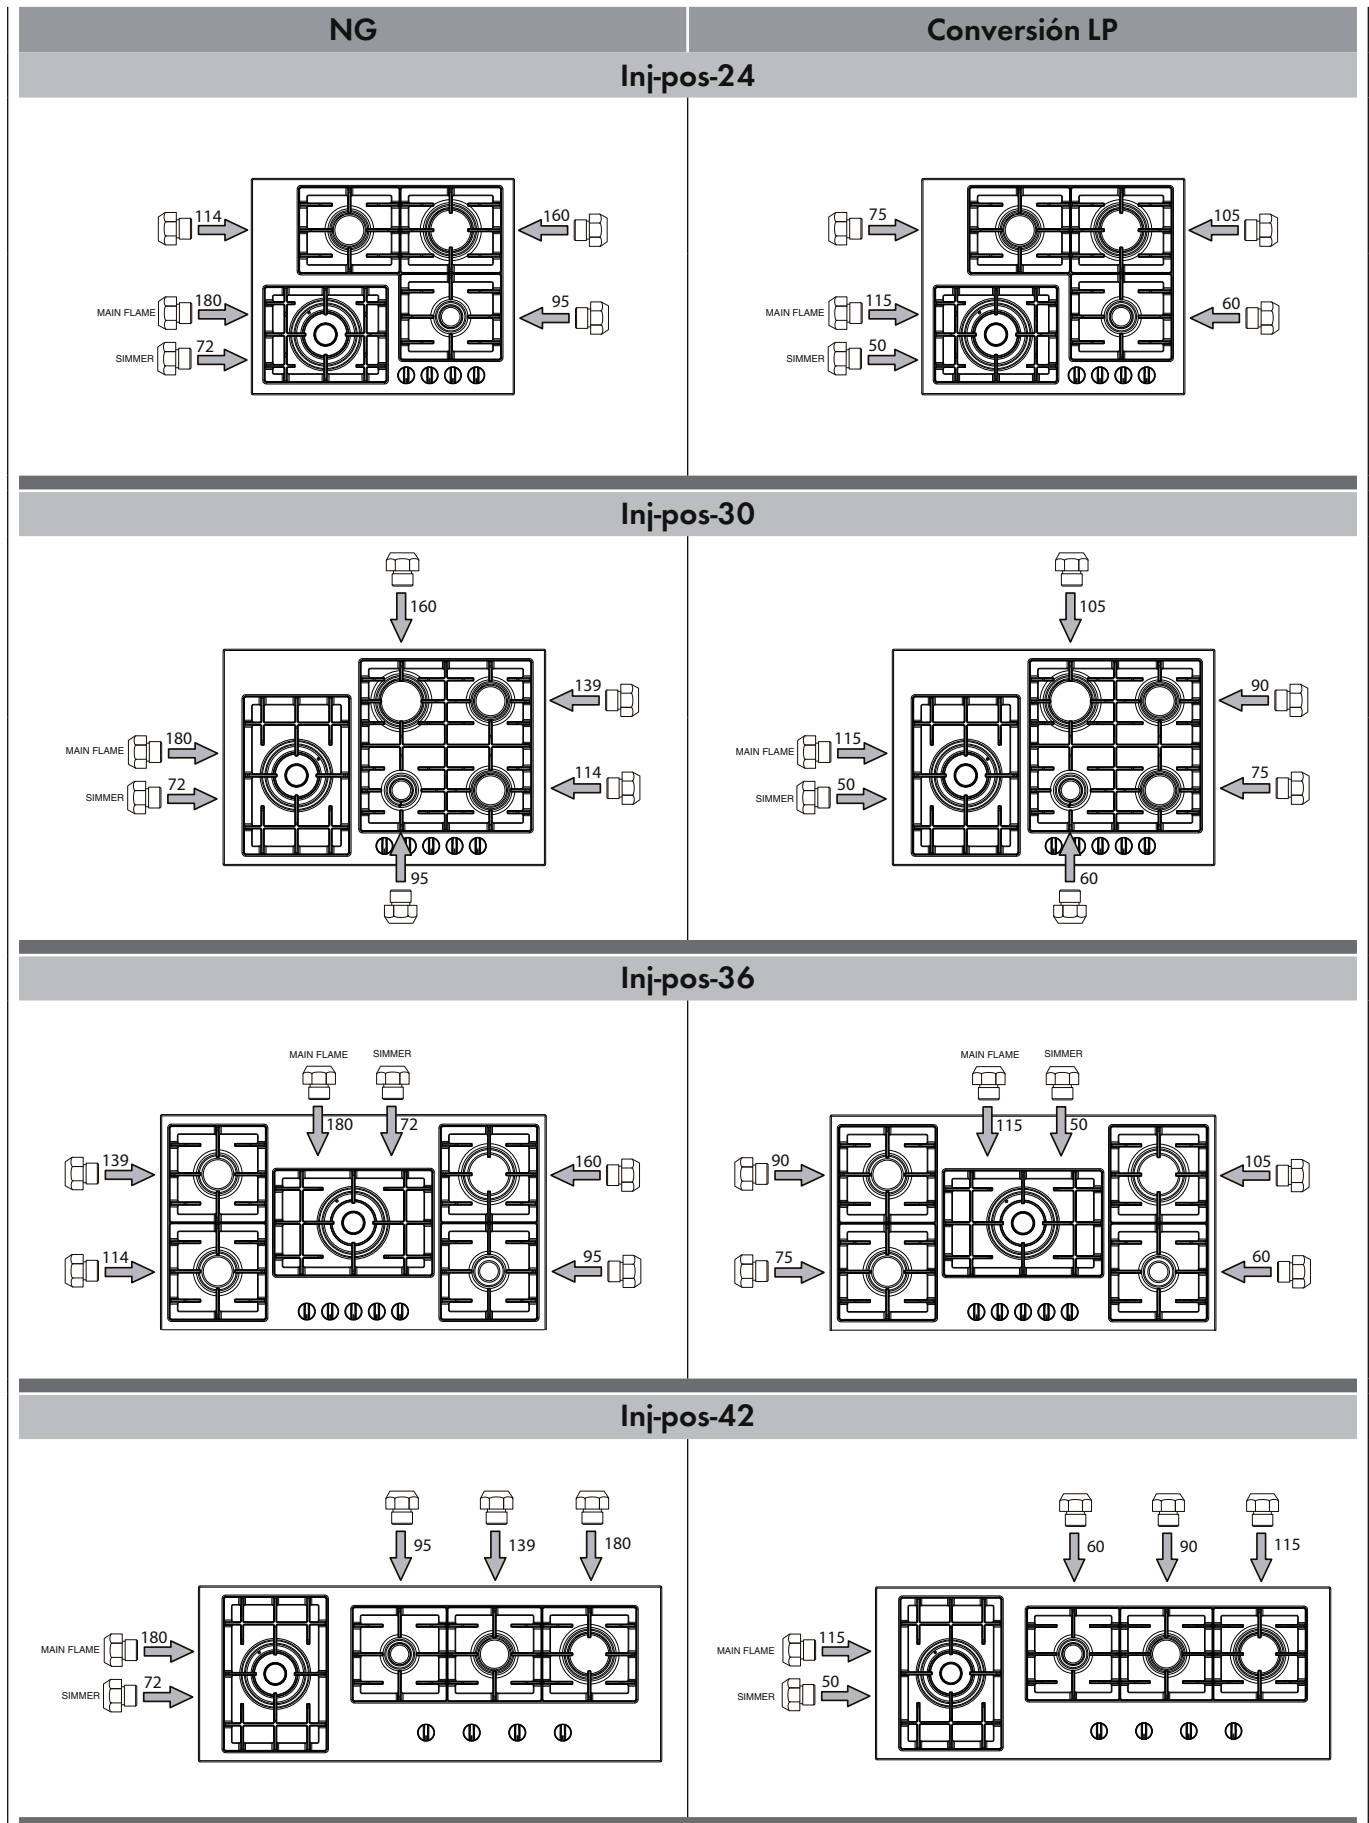 NG Conversión LP
Inj-pos-24
114 160
MAIN FLAME 180 95
SIMMER 72
75 105
MAIN FLAME 115 60
SIMMER 50
Inj-pos-30
160
139
MAIN FLAME 180
SIMMER 72 114
95
105
90
MAIN FLAME 115
SIMMER 50 75
60
Inj-pos-36
MAIN FLAME SIMMER
180 72
139 160
114 95
MAIN FLAME SIMMER
115 50
90 105
75 60
Inj-pos-42
95 139 180
MAIN FLAME 180
SIMMER 72
60 90 115
MAIN FLAME 115
SIMMER 50